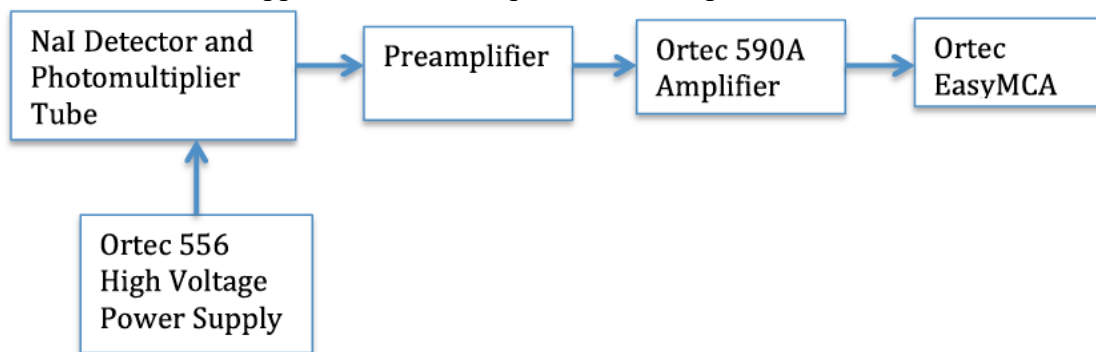 NaI Detector and
Photomultiplier
Tube
Preamplifier
Ortec 590A
Amplifier
Ortec
EasyMCA
Ortec 556
High Voltage
Power Supply